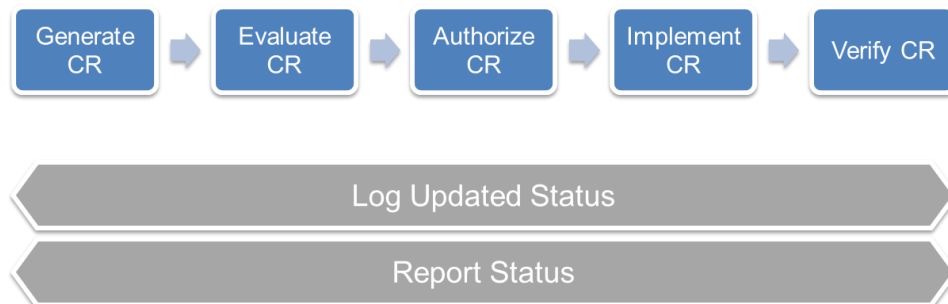 Generate
CR
Evaluate
CR
Authorize
CR
Implement
CR
Verify CR
Log Updated Status
Report Status